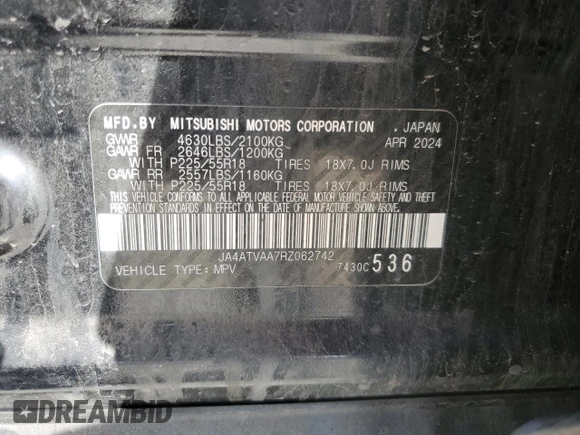 MFD.BY MITSUBISHI MOTORS CORPORATION . JAPAN
GVWR 4630LBS/2100KG APR 2024
GAWR FR 2646LBS/1200KG
WITH P225/55R18 TIRES 18X7.0J RIMS
GAWR RR 2557LBS/1160KG
WITH P225/55R18 TIRES 18X7.0J RIMS
THIS VEHICLE CONFORMS TO ALL APPLICABLE FEDERAL MOTOR VEHICLE SAFETY, BUMPER, AND THEFT
PREVENTION STANDARDS IN EFFECT ON THE DATE OF MANUFACTURE SHOWN ABOVE.
JA4ATVAA7RZ062742
VEHICLE TYPE: MPV 7430C 536
DREAMBID